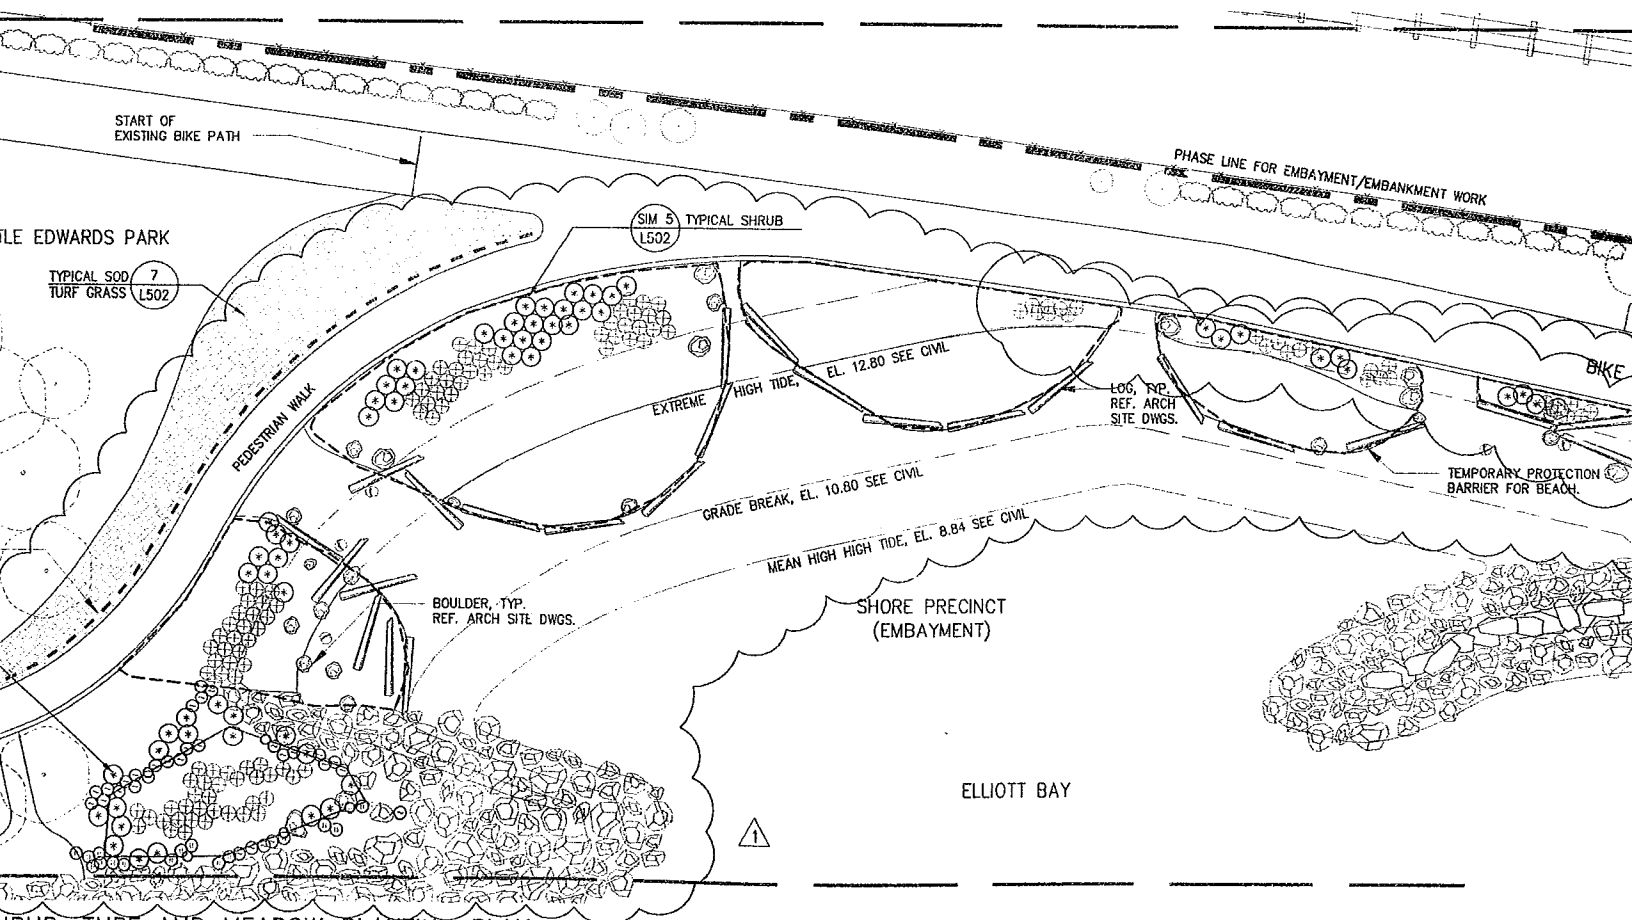 START OF
EXISTING BIKE PATH
PHASE LINE FOR EMBAYMENT/EMBANKMENT WORK
TLE EDWARDS PARK
SIM 5
L502
TYPICAL SHRUB
TYPICAL SOD
TURF GRASS
7
L502
PEDESTRIAN WALK
EXTREME HIGH TIDE, EL. 12.80 SEE CIVIL
BIKE
LOG, TYP.
REF. ARCH
SITE DWGS.
TEMPORARY PROTECTION
BARRIER FOR BEACH.
GRADE BREAK, EL. 10.80 SEE CIVIL
MEAN HIGH HIGH TIDE, EL. 8.84 SEE CIVIL
BOULDER, TYP.
REF. ARCH SITE DWGS.
SHORE PRECINCT
(EMBAYMENT)
ELLIOTT BAY
1